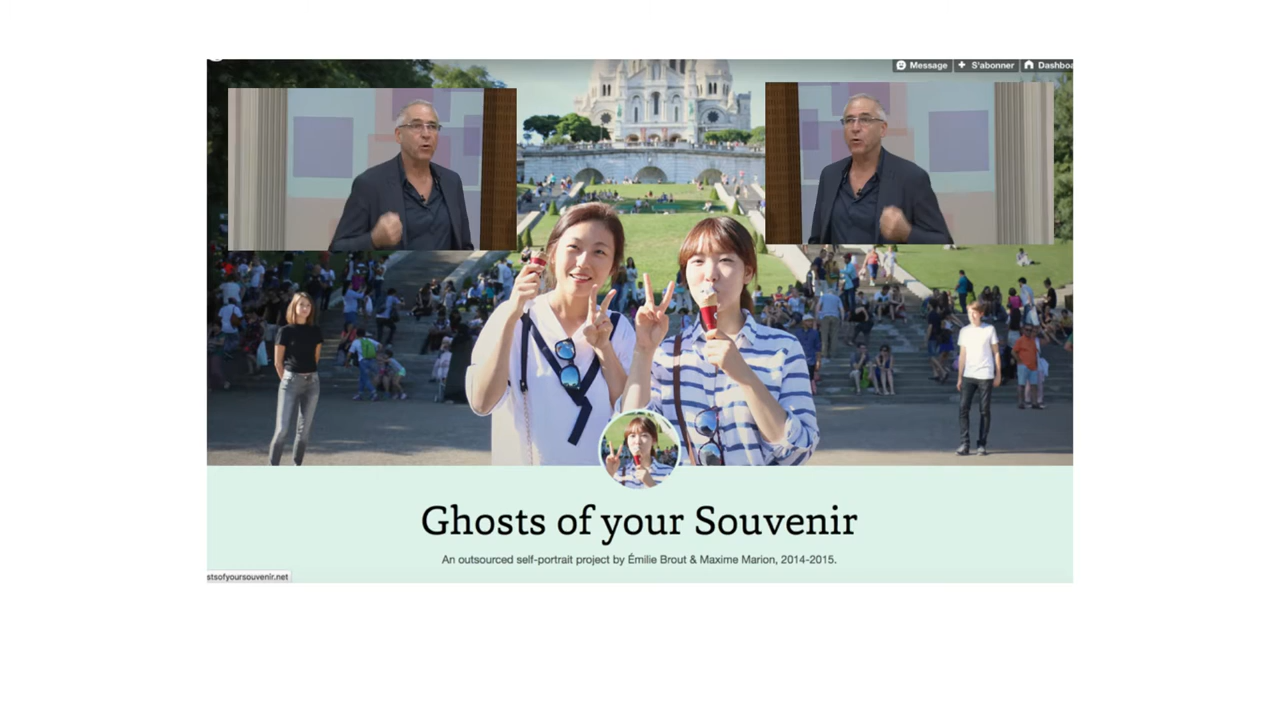 Message
S'abonner
Dashboa
Ghosts of your Souvenir
An outsourced self-portrait project by Émilie Brout & Maxime Marion, 2014-2015.
stsofyoursouvenir.net